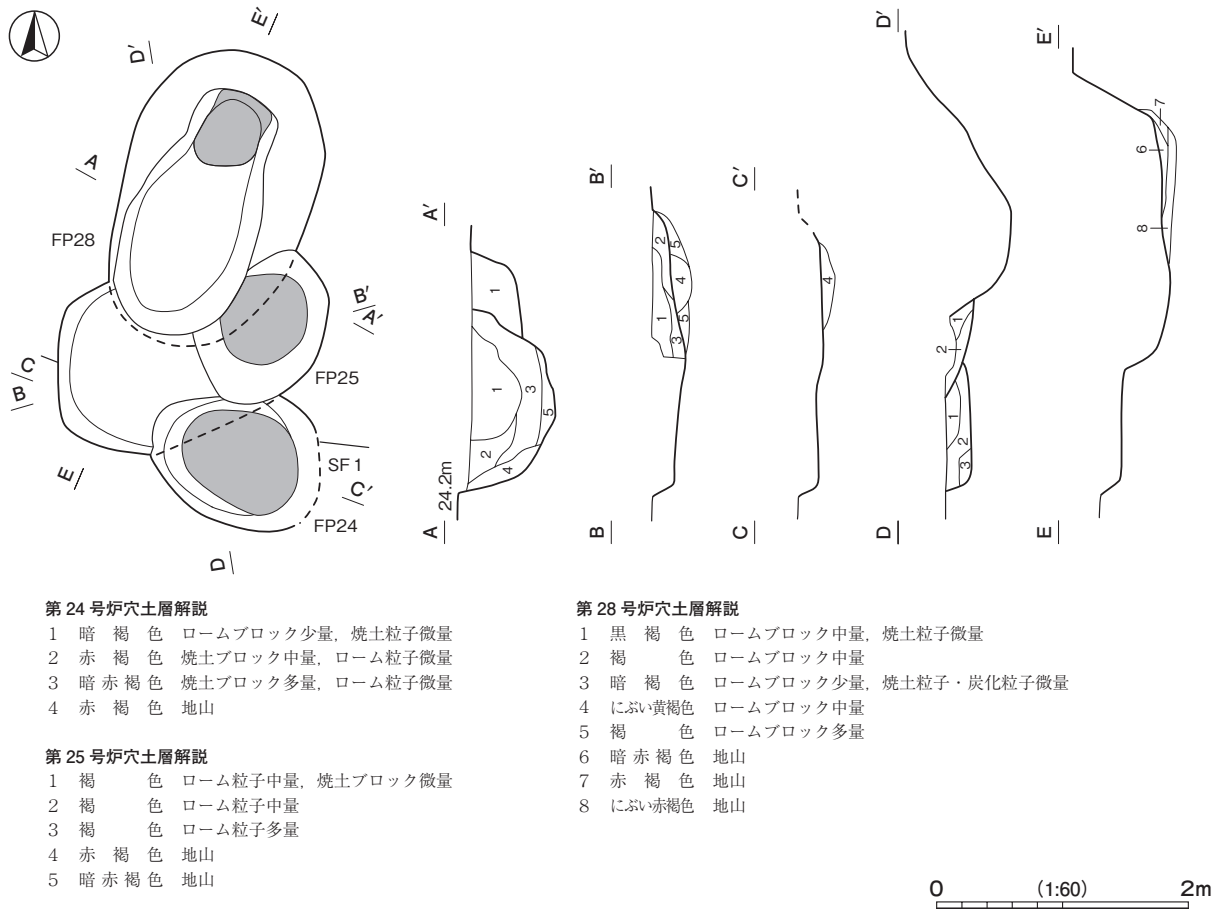 E′
D′
A
FP28
B′
A′
C
B
FP25
E
SF 1
C′
FP24
D
A′
1
1
3
5
2
4
24.2m
A
B′
2
5
4
1
5
3
B
C′
4
C
D′
1
2
1
2
3
D
E′
7
6
8
E
第 24 号炉穴土層解説
1 暗褐色 ロームブロック少量，焼土粒子微量
2 赤褐色 焼土ブロック中量，ローム粒子微量
3 暗赤褐色 焼土ブロック多量，ローム粒子微量
4 赤褐色 地山
第 25 号炉穴土層解説
1 褐色 ローム粒子中量，焼土ブロック微量
2 褐色 ローム粒子中量
3 褐色 ローム粒子多量
4 赤褐色 地山
5 暗赤褐色 地山
第 28 号炉穴土層解説
1 黒褐色 ロームブロック中量，焼土粒子微量
2 褐色 ロームブロック中量
3 暗褐色 ロームブロック少量，焼土粒子・炭化粒子微量
4 にぶい黄褐色 ロームブロック中量
5 褐色 ロームブロック多量
6 暗赤褐色 地山
7 赤褐色 地山
8 にぶい赤褐色 地山
0 (1:60) 2m